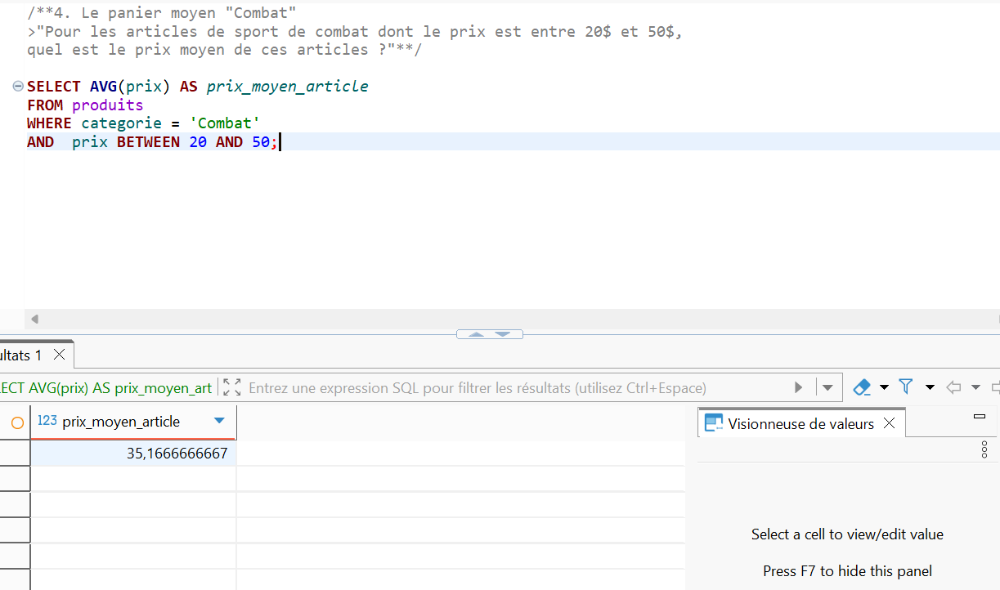 /**4. Le panier moyen "Combat"
>"Pour les articles de sport de combat dont le prix est entre 20$ et 50$,
quel est le prix moyen de ces articles ?"**/
SELECT AVG(prix) AS prix_moyen_article
FROM produits
WHERE categorie = 'Combat'
AND  prix BETWEEN 20 AND 50;
ultats 1
ECT AVG(prix) AS prix_moyen_art
Entrez une expression SQL pour filtrer les résultats (utilisez Ctrl+Espace)
123 prix_moyen_article
Visionneuse de valeurs
35,1666666667
Select a cell to view/edit value
Press F7 to hide this panel